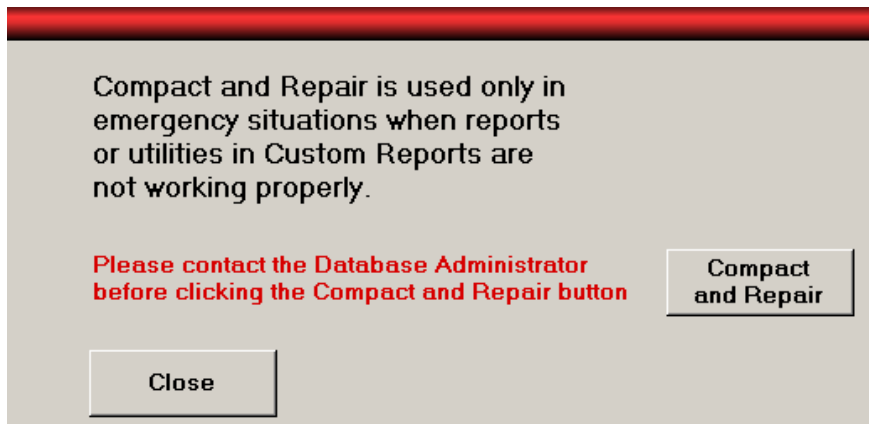 Compact and Repair is used only in
emergency situations when reports
or utilities in Custom Reports are
not working properly.
Please contact the Database Administrator
before clicking the Compact and Repair button
Compact
and Repair
Close